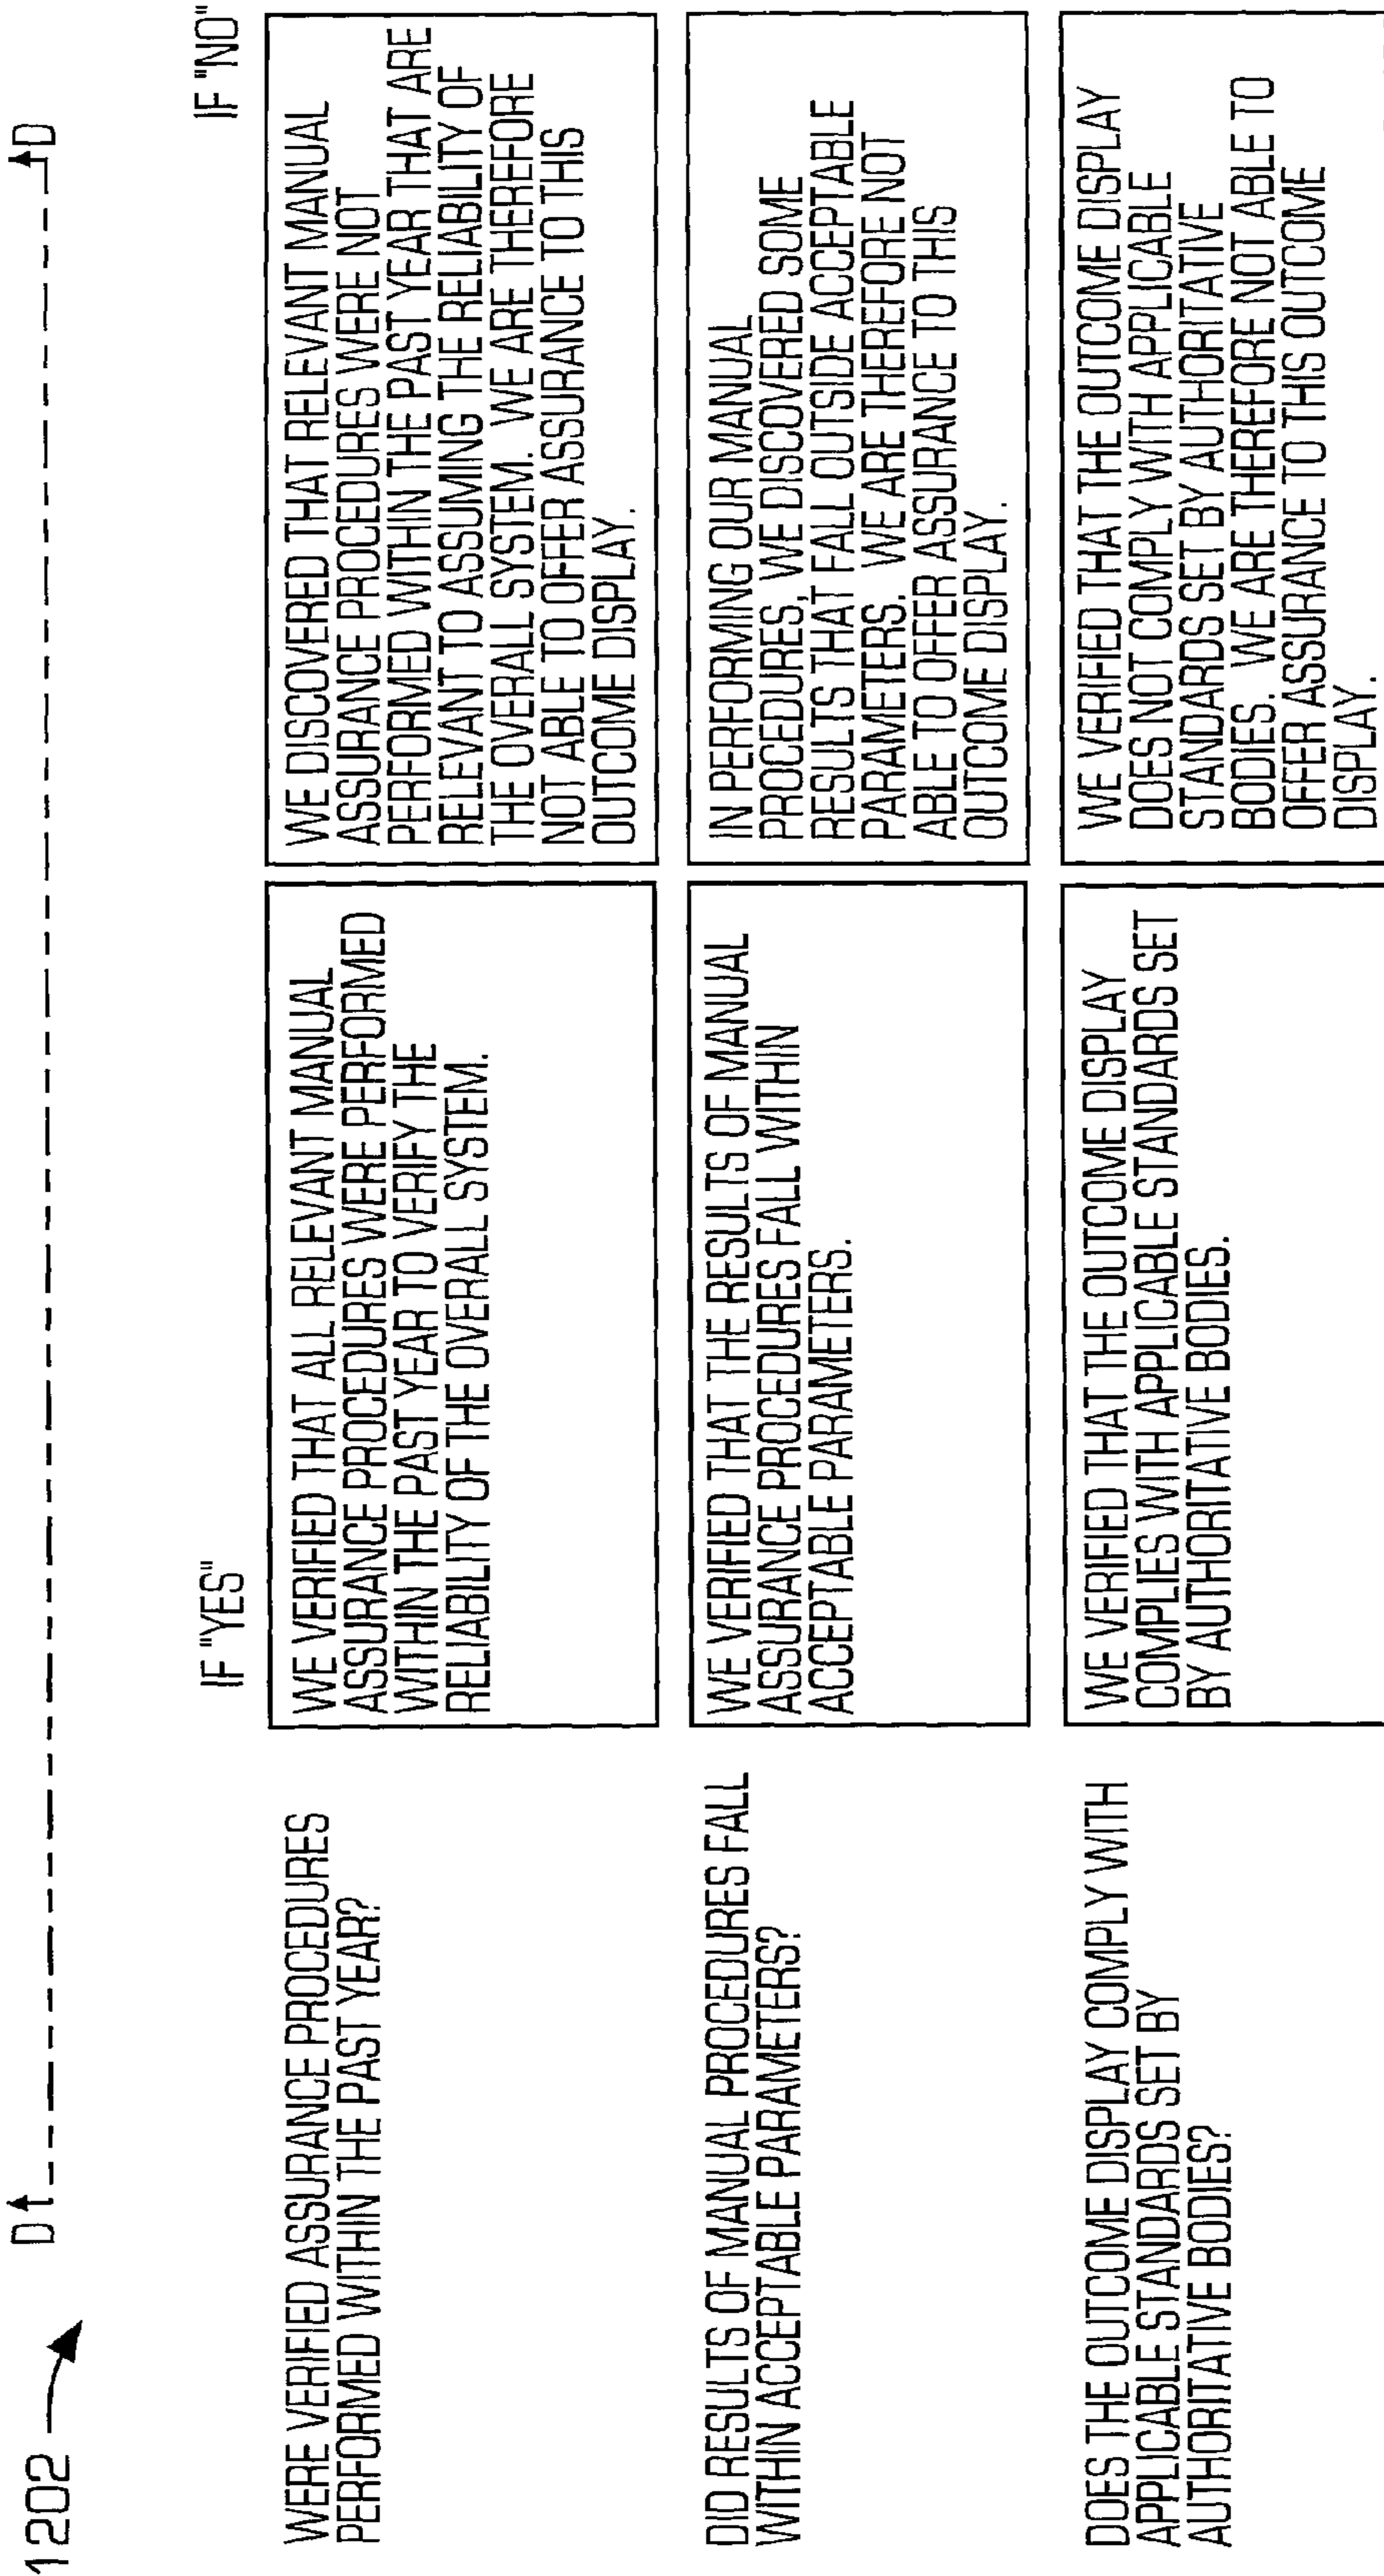 1202
D
D
IF "YES"
IF "NO"
WERE VERIFIED ASSURANCE PROCEDURES
PERFORMED WITHIN THE PAST YEAR?
WE VERIFIED THAT ALL RELEVANT MANUAL
ASSURANCE PROCEDURES WERE PERFORMED
WITHIN THE PAST YEAR TO VERIFY THE
RELIABILITY OF THE OVERALL SYSTEM.
WE DISCOVERED THAT RELEVANT MANUAL
ASSURANCE PROCEDURES WERE NOT
PERFORMED WITHIN THE PAST YEAR THAT ARE
RELEVANT TO ASSUMING THE RELIABILITY OF
THE OVERALL SYSTEM. WE ARE THEREFORE
NOT ABLE TO OFFER ASSURANCE TO THIS
OUTCOME DISPLAY.
DID RESULTS OF MANUAL PROCEDURES FALL
WITHIN ACCEPTABLE PARAMETERS?
WE VERIFIED THAT THE RESULTS OF MANUAL
ASSURANCE PROCEDURES FALL WITHIN
ACCEPTABLE PARAMETERS.
IN PERFORMING OUR MANUAL
PROCEDURES, WE DISCOVERED SOME
RESULTS THAT FALL OUTSIDE ACCEPTABLE
PARAMETERS. WE ARE THEREFORE NOT
ABLE TO OFFER ASSURANCE TO THIS
OUTCOME DISPLAY.
DOES THE OUTCOME DISPLAY COMPLY WITH
APPLICABLE STANDARDS SET BY
AUTHORITATIVE BODIES?
WE VERIFIED THAT THE OUTCOME DISPLAY
COMPLIES WITH APPLICABLE STANDARDS SET
BY AUTHORITATIVE BODIES.
WE VERIFIED THAT THE OUTCOME DISPLAY
DOES NOT COMPLY WITH APPLICABLE
STANDARDS SET BY AUTHORITATIVE
BODIES. WE ARE THEREFORE NOT ABLE TO
OFFER ASSURANCE TO THIS OUTCOME
DISPLAY.